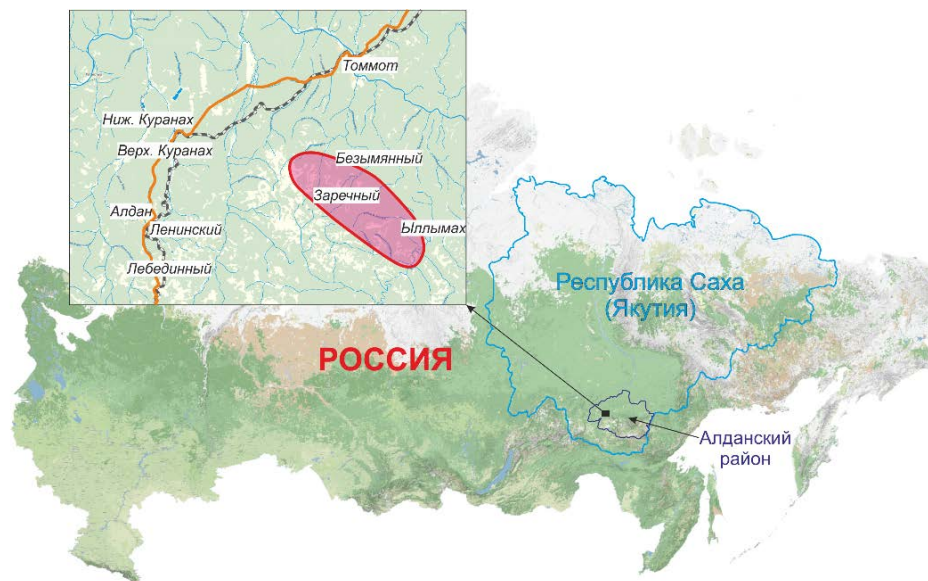 Томмот
Ниж. Куранах
Верх. Куранах
Безымянный
Заречный
Алдан
Ленинский
Ыллымах
Лебединный
Республика Саха
(Якутия)
РОССИЯ
Алданский
район